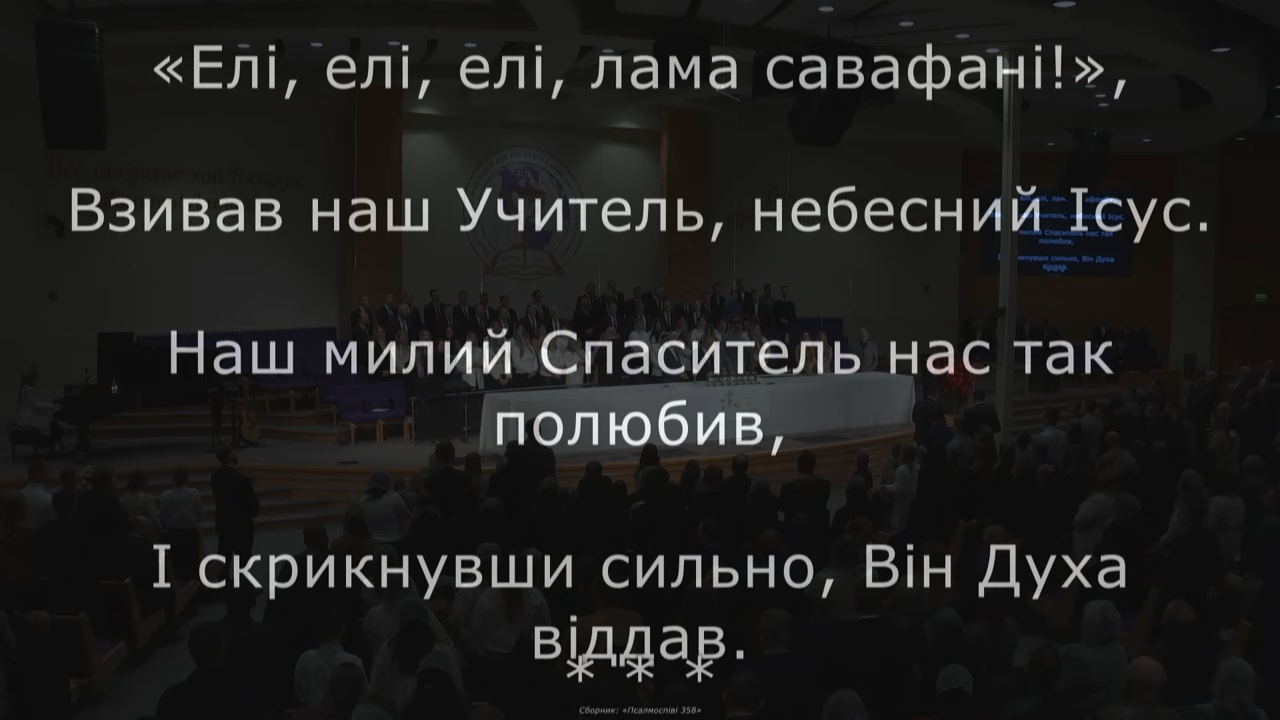 «Елі, елі, елі, лама савафані!»,
Взивав наш Учитель, небесний Ісус.
Наш милий Спаситель нас так
полюбив,
І скрикнувши сильно, Він Духа
віддав.
* * *
Сборник: «Псалмоспіві 358»